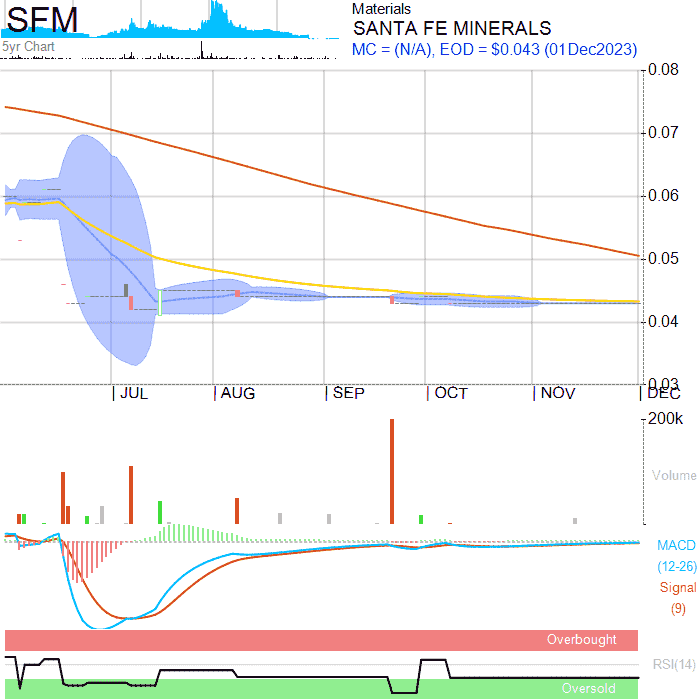 SFM
5yr Chart
Materials
SANTA FE MINERALS
MC = (N/A), EOD = $0.043 (01Dec2023)
0.08
0.07
0.06
0.05
0.04
0.03
JUL
AUG
SEP
OCT
NOV
DEC
200k
Volume
MACD
(12-26)
Signal
(9)
Overbought
RSI(14)
Oversold